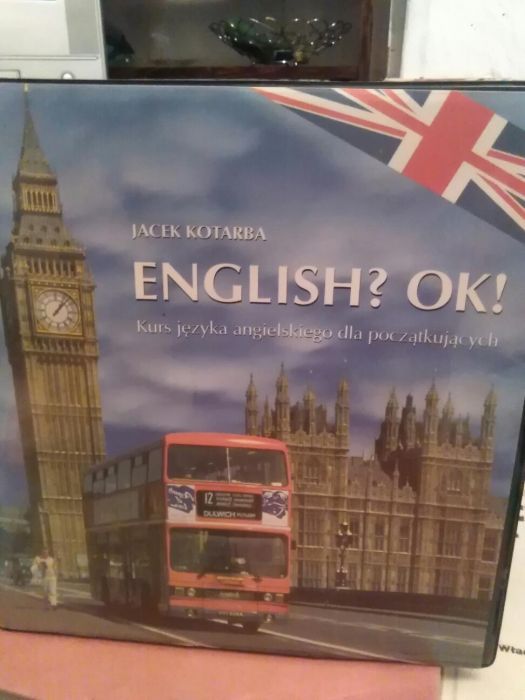 JACEK KOTARBA
ENGLISH? OK!
Kurs języka angielskiego dla początkujących
12
DULWICH